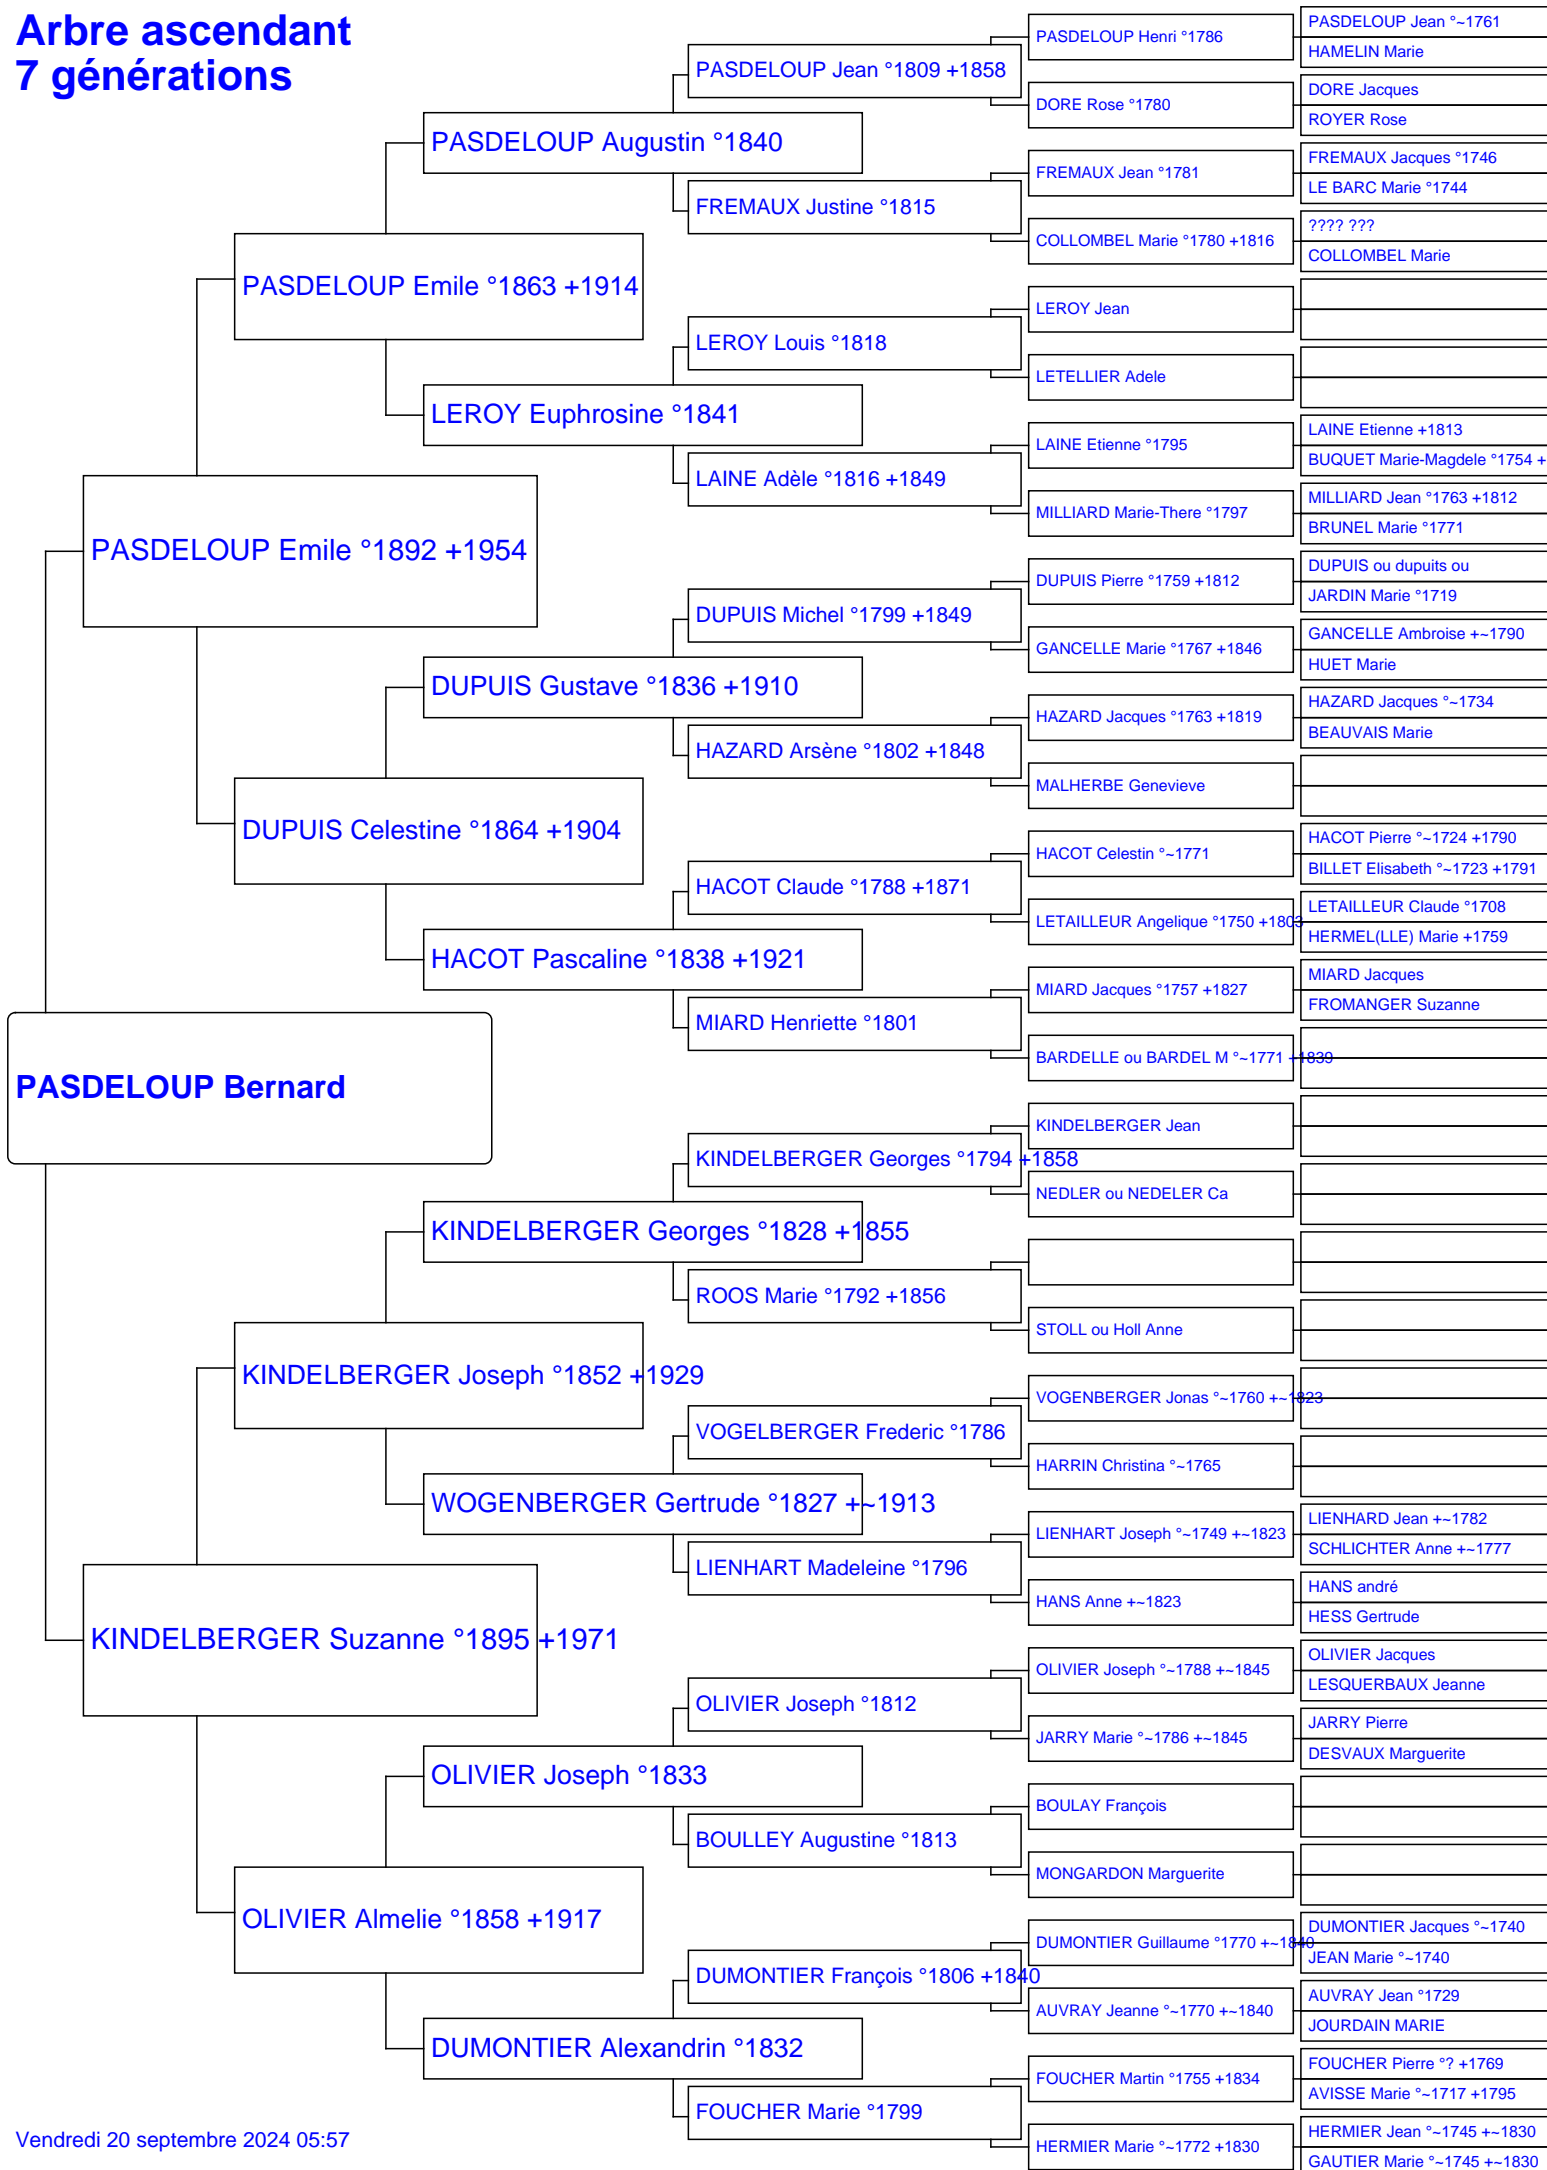 Arbre ascendant
7 générations
PASDELOUP Bernard
PASDELOUP Emile °1892 +1954
KINDELBERGER Suzanne °1895 +1971
PASDELOUP Emile °1863 +1914
DUPUIS Celestine °1864 +1904
KINDELBERGER Joseph °1852 +1929
OLIVIER Almelie °1858 +1917
PASDELOUP Augustin °1840
LEROY Euphrosine °1841
DUPUIS Gustave °1836 +1910
HACOT Pascaline °1838 +1921
KINDELBERGER Georges °1828 +1855
WOGENBERGER Gertrude °1827 +~1913
OLIVIER Joseph °1833
DUMONTIER Alexandrin °1832
PASDELOUP Jean °1809 +1858
FREMAUX Justine °1815
LEROY Louis °1818
LAINE Adèle °1816 +1849
DUPUIS Michel °1799 +1849
HAZARD Arsène °1802 +1848
HACOT Claude °1788 +1871
MIARD Henriette °1801
KINDELBERGER Georges °1794 +1858
ROOS Marie °1792 +1856
VOGELBERGER Frederic °1786
LIENHART Madeleine °1796
OLIVIER Joseph °1812
BOULLEY Augustine °1813
DUMONTIER François °1806 +1840
FOUCHER Marie °1799
PASDELOUP Henri °1786
DORE Rose °1780
FREMAUX Jean °1781
COLLOMBEL Marie °1780 +1816
LEROY Jean
LETELLIER Adele
LAINE Etienne °1795
MILLIARD Marie-There °1797
DUPUIS Pierre °1759 +1812
GANCELLE Marie °1767 +1846
HAZARD Jacques °1763 +1819
MALHERBE Genevieve
HACOT Celestin °~1771
LETAILLEUR Angelique °1750 +1803
MIARD Jacques °1757 +1827
BARDELLE ou BARDEL M °~1771 +1839
KINDELBERGER Jean
NEDLER ou NEDELER Ca
STOLL ou Holl Anne
VOGENBERGER Jonas °~1760 +~1823
HARRIN Christina °~1765
LIENHART Joseph °~1749 +~1823
HANS Anne +~1823
OLIVIER Joseph °~1788 +~1845
JARRY Marie °~1786 +~1845
BOULAY François
MONGARDON Marguerite
DUMONTIER Guillaume °1770 +~1840
AUVRAY Jeanne °~1770 +~1840
FOUCHER Martin °1755 +1834
HERMIER Marie °~1772 +1830
PASDELOUP Jean °~1761
HAMELIN Marie
DORE Jacques
ROYER Rose
FREMAUX Jacques °1746
LE BARC Marie °1744
???? ???
COLLOMBEL Marie
LAINE Etienne +1813
BUQUET Marie-Magdele °1754 +
MILLIARD Jean °1763 +1812
BRUNEL Marie °1771
DUPUIS ou dupuits ou
JARDIN Marie °1719
GANCELLE Ambroise +~1790
HUET Marie
HAZARD Jacques °~1734
BEAUVAIS Marie
HACOT Pierre °~1724 +1790
BILLET Elisabeth °~1723 +1791
LETAILLEUR Claude °1708
HERMEL(LLE) Marie +1759
MIARD Jacques
FROMANGER Suzanne
LIENHARD Jean +~1782
SCHLICHTER Anne +~1777
HANS andré
HESS Gertrude
OLIVIER Jacques
LESQUERBAUX Jeanne
JARRY Pierre
DESVAUX Marguerite
DUMONTIER Jacques °~1740
JEAN Marie °~1740
AUVRAY Jean °1729
JOURDAIN MARIE
FOUCHER Pierre °? +1769
AVISSE Marie °~1717 +1795
HERMIER Jean °~1745 +~1830
GAUTIER Marie °~1745 +~1830
Vendredi 20 septembre 2024 05:57